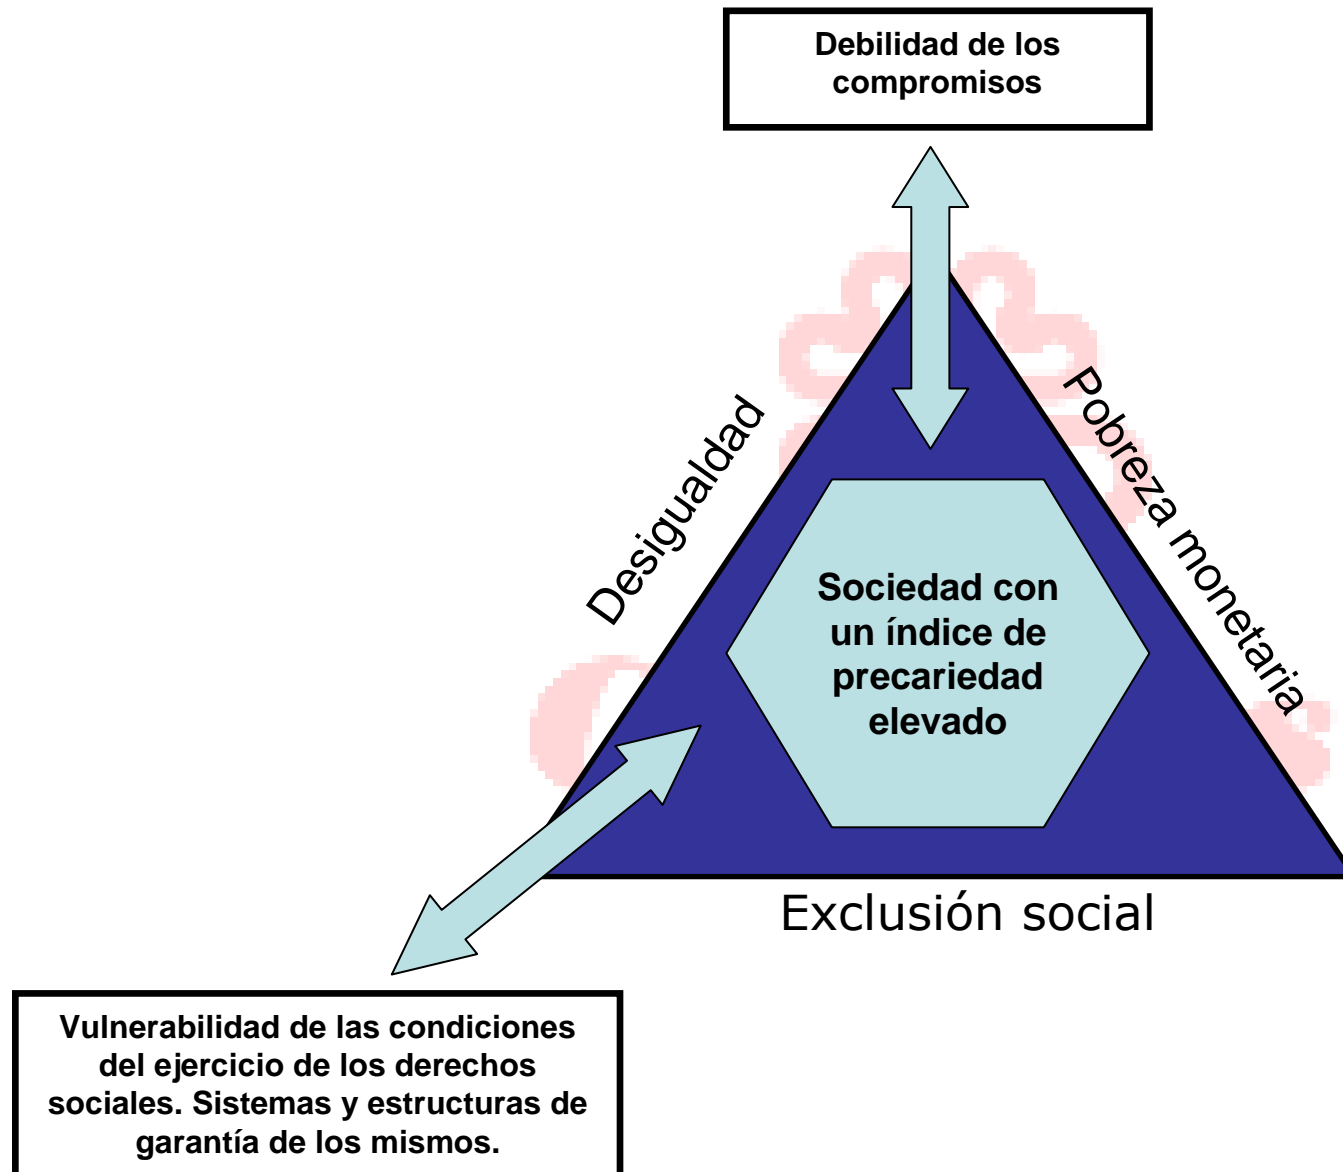 Debilidad de los
compromisos
Desigualdad
Pobreza monetaria
Sociedad con
un índice de
precariedad
elevado
Exclusión social
Vulnerabilidad de las condiciones
del ejercicio de los derechos
sociales. Sistemas y estructuras de
garantía de los mismos.